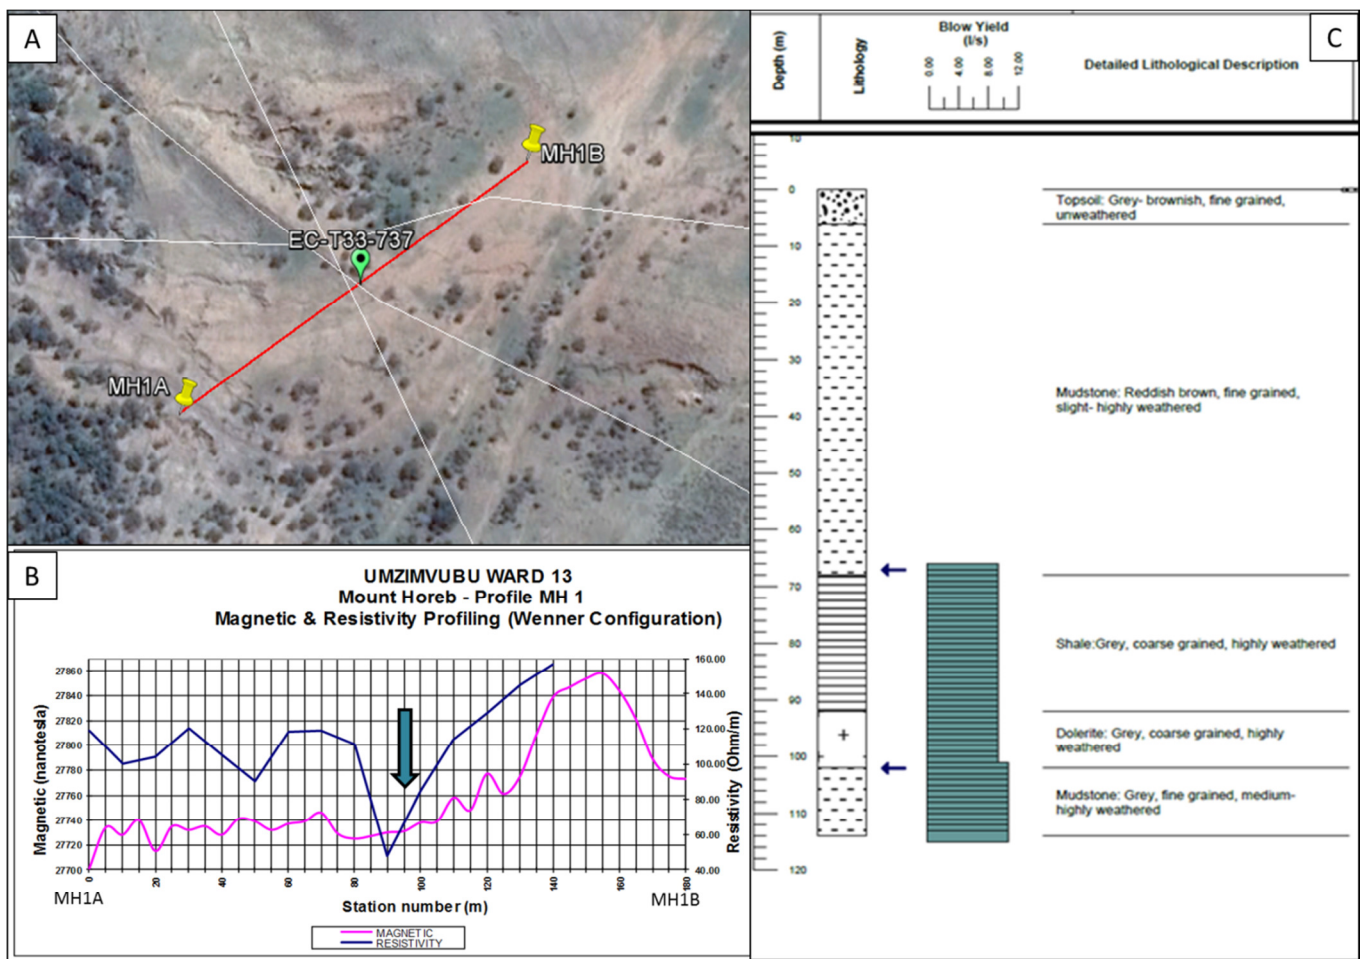 A
MH1B
EC-T33-737
MH1A
B
UMZIMVUBU WARD 13
Mount Horeb - Profile MH 1
Magnetic & Resistivity Profiling (Wenner Configuration)
Magnetic (nanotesla)
27860
27840
27820
27800
27780
27760
27740
27720
27700
160.00
140.00
120.00
100.00
80.00
60.00
40.00
Resistivity (Ohm/m)
0
20
40
60
80
100
120
140
160
180
MH1A
Station number (m)
MH1B
MAGNETIC
RESISTIVITY
C
Depth (m)
Lithology
Blow Yield
(l/s)
0.00
4.00
8.00
12.00
Detailed Lithological Description
10
0
10
20
30
40
50
60
70
80
90
100
110
120
Topsoil: Grey- brownish, fine grained,
unweathered
Mudstone: Reddish brown, fine grained,
slight- highly weathered
Shale:Grey, coarse grained, highly weathered
Dolerite: Grey, coarse grained, highly
weathered
Mudstone: Grey, fine grained, medium-
highly weathered